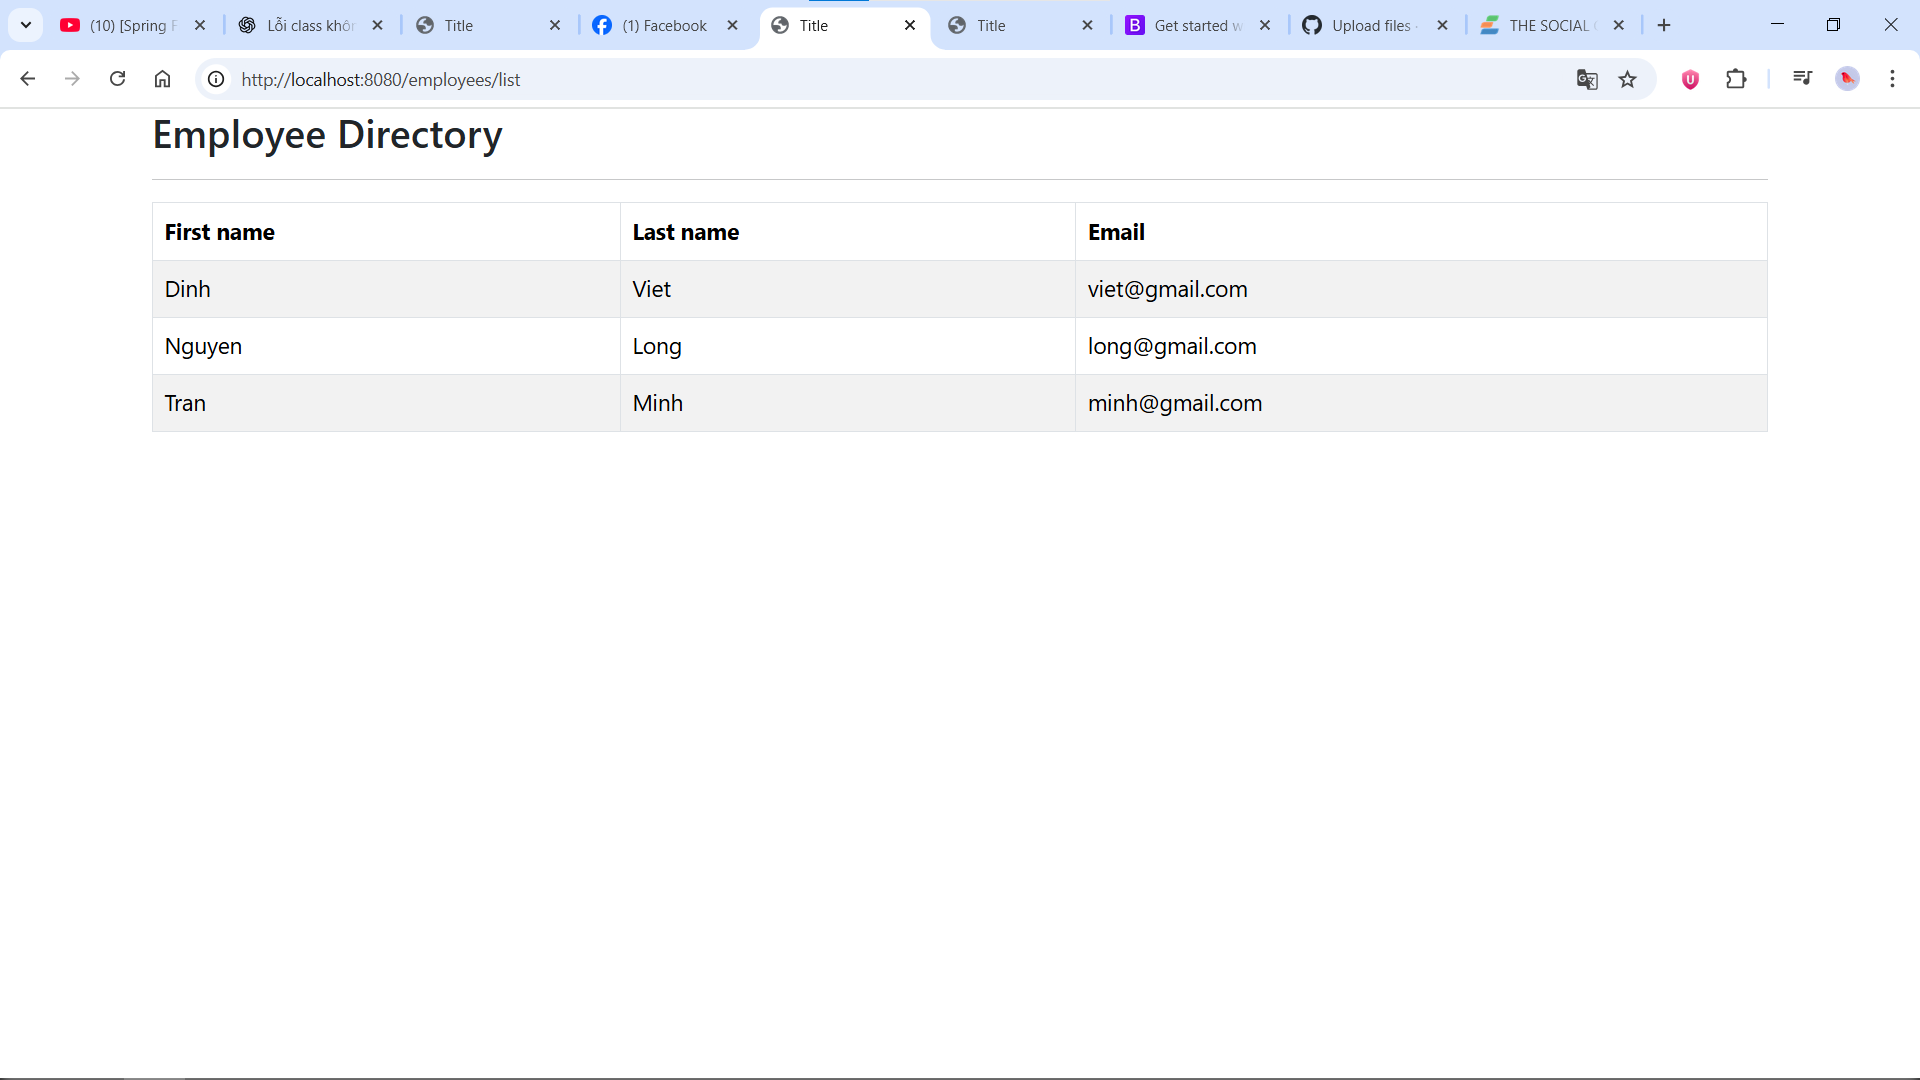 (10) [Spring F
Lỗi class khôn
Title
(1) Facebook
Title
Title
Get started w
Upload files ·
THE SOCIAL
http://localhost:8080/employees/list
Employee Directory
First name Last name Email
Dinh Viet viet@gmail.com
Nguyen Long long@gmail.com
Tran Minh minh@gmail.com